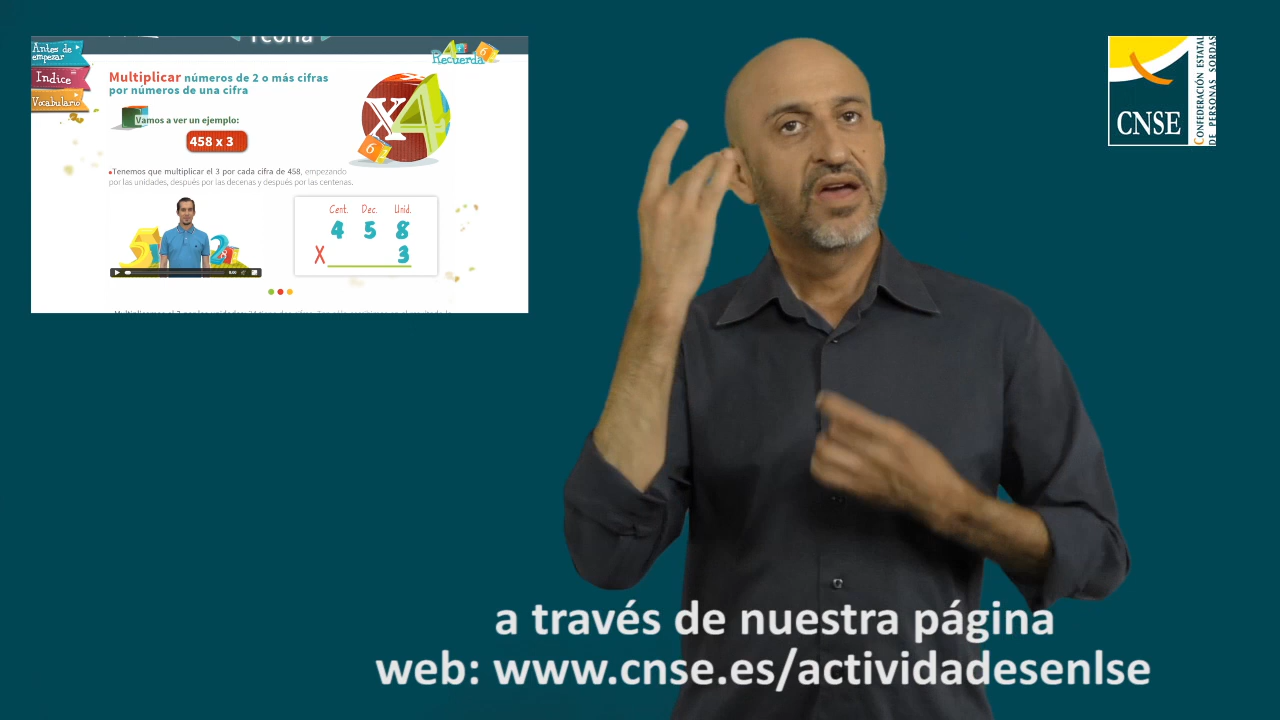 Teoría
Antes de
empezar
Indice
Vocabulario
Recuerda
Multiplicar números de 2 o más cifras
por números de una cifra
Vamos a ver un ejemplo:
458 x 3
X4
6
•Tenemos que multiplicar el 3 por cada cifra de 458, empezando
por las unidades, después por las decenas y después por las centenas.
Cent. Dec. Unid.
4 5 8
X 3
CNSE
CONFEDERACIÓN ESTATAL
DE PERSONAS SORDAS
a través de nuestra página
web: www.cnse.es/actividadesenlse